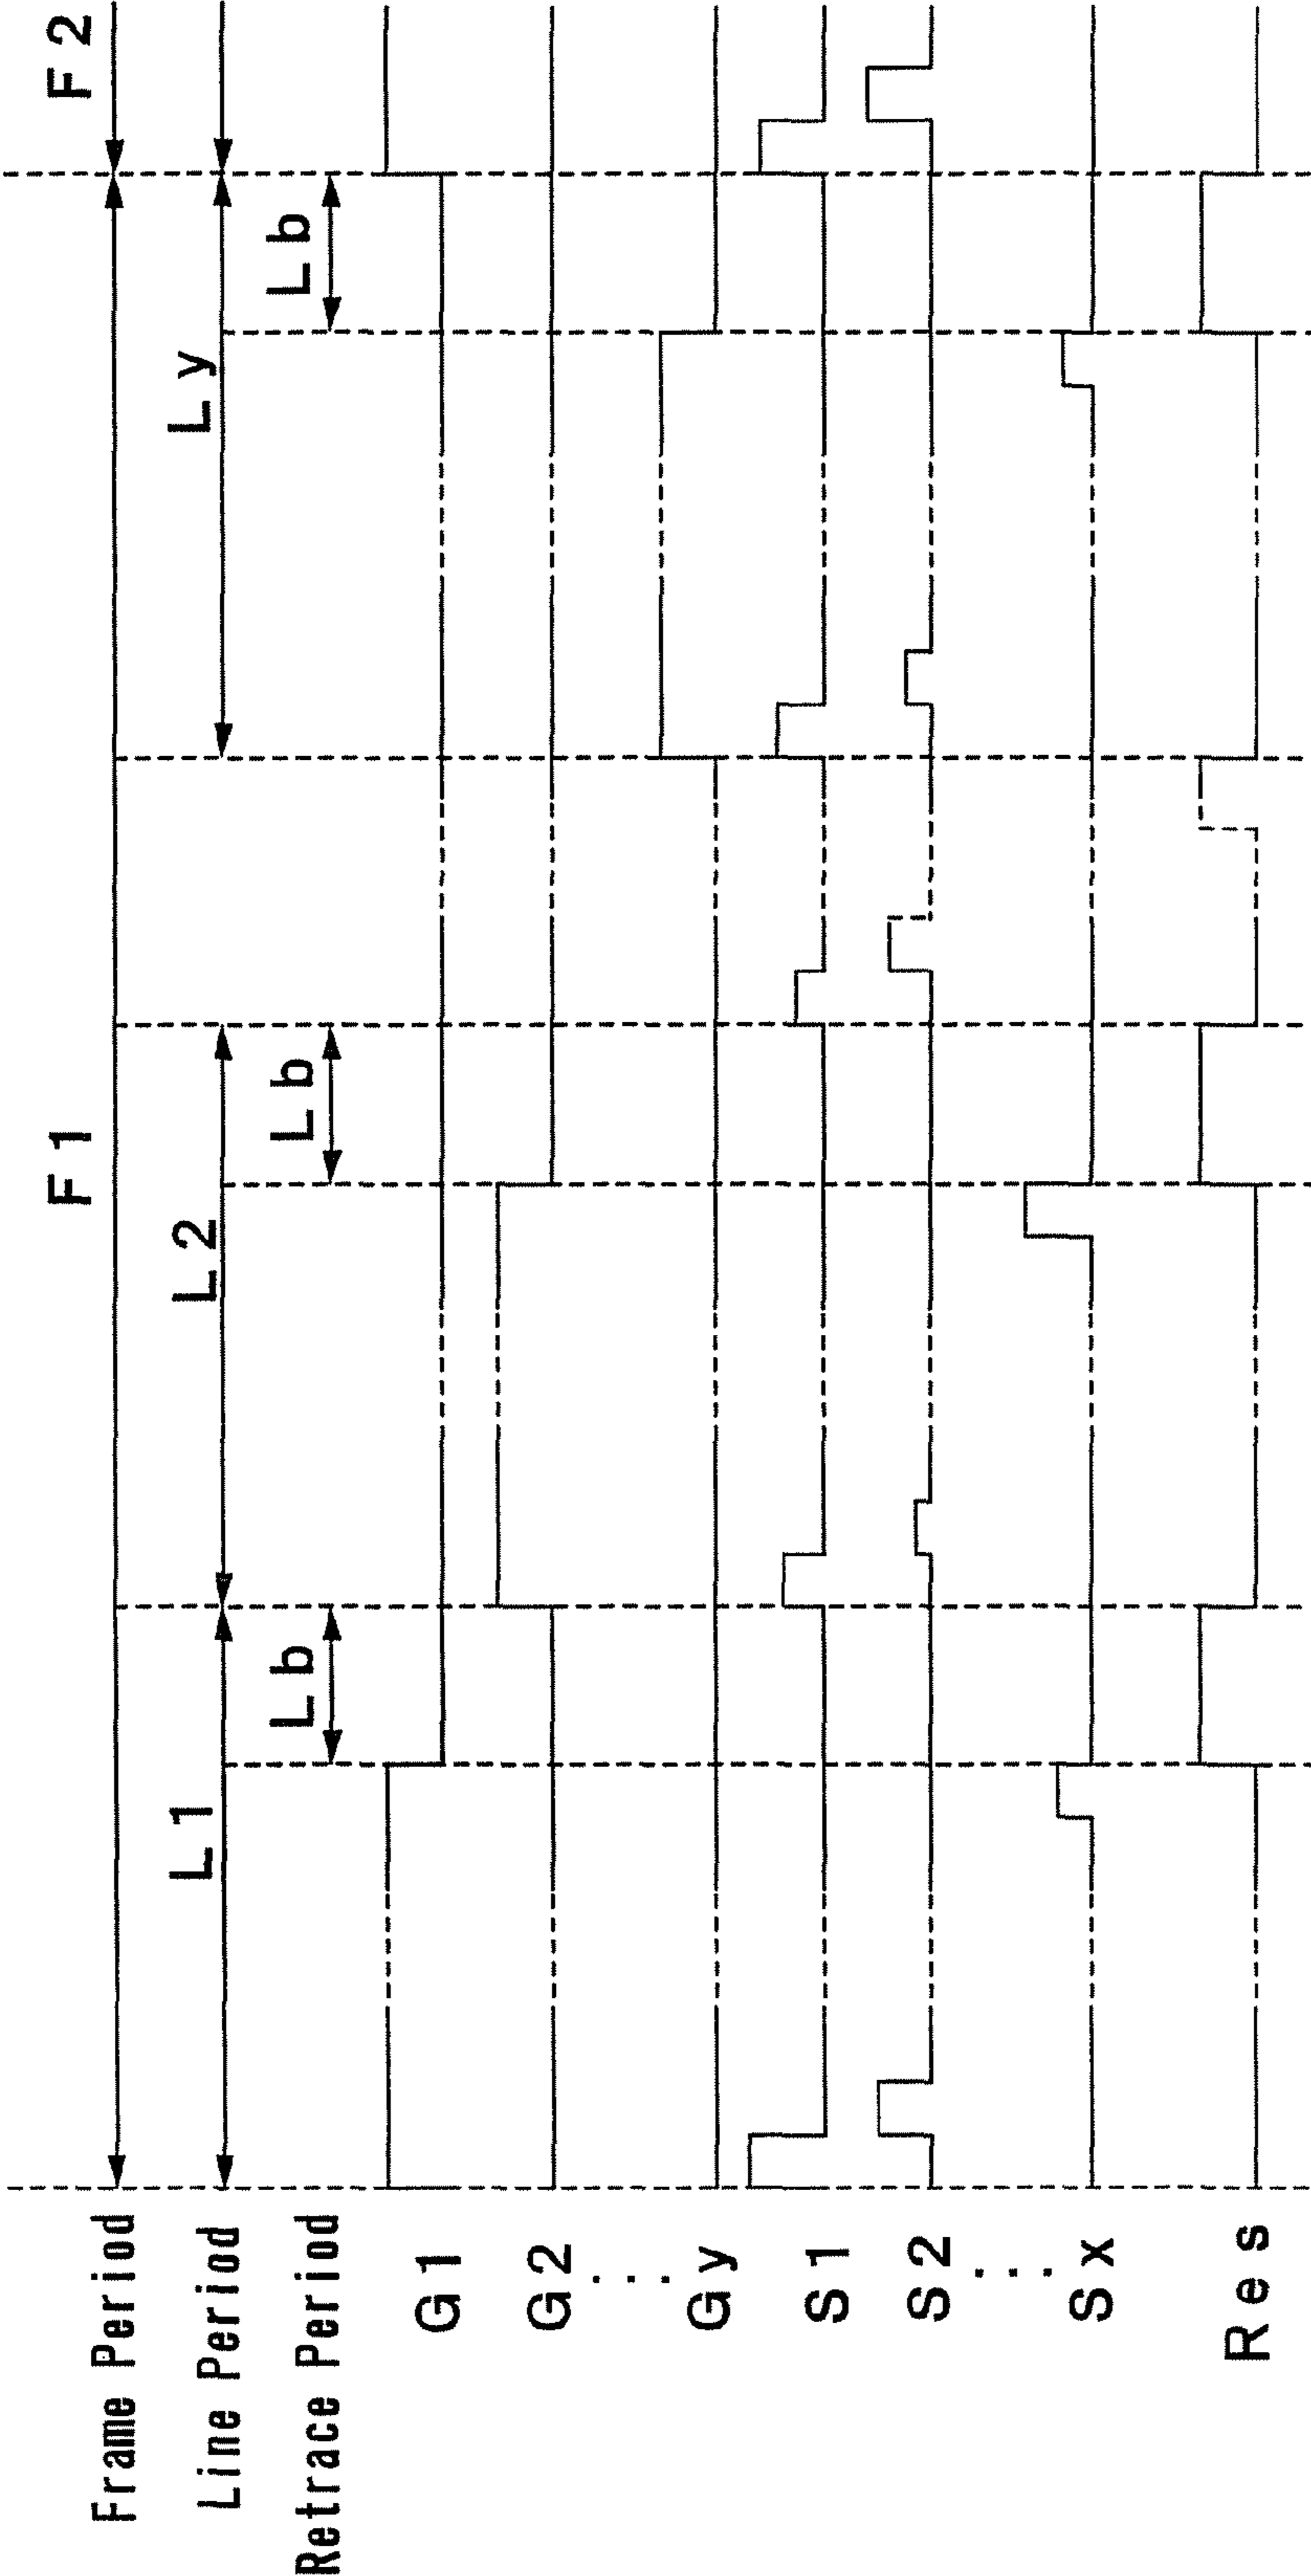 F1 F2
Frame Period
L1 L2 Ly
Line Period
Lb Lb Lb
Retrace Period
G1
G2
...
Gy
S1
S2
...
Sx
Res